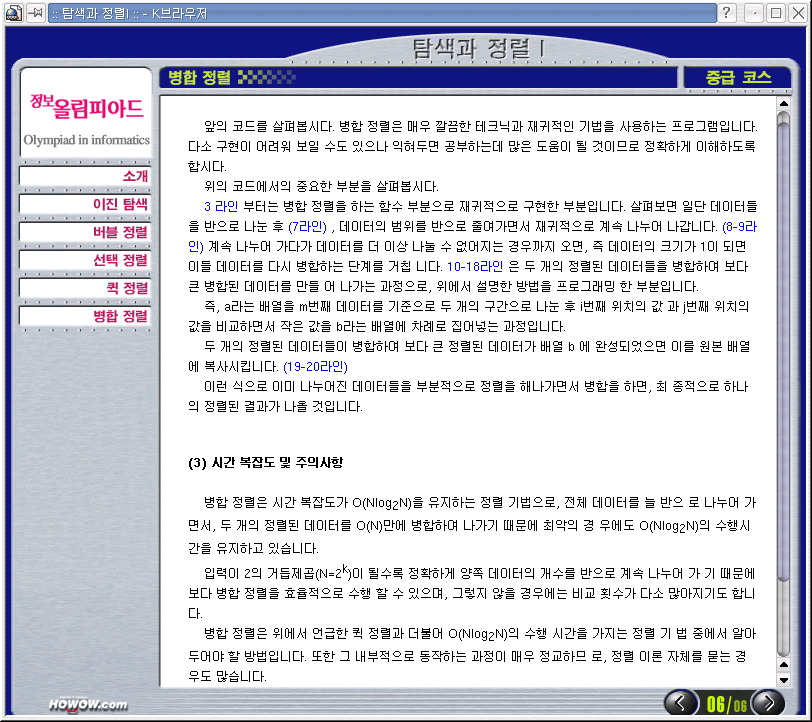 :: 탐색과 정렬I :: - K브라우저
탐색과 정렬 I
병합 정렬
중급 코스
정보올림피아드
Olympiad in informatics
소개
이진 탐색
버블 정렬
선택 정렬
퀵 정렬
병합 정렬
앞의 코드를 살펴봅시다. 병합 정렬은 매우 깔끔한 테크닉과 재귀적인 기법을 사용하는 프로그램입니다.
다소 구현이 어려워 보일 수도 있으나 익혀두면 공부하는데 많은 도움이 될 것이므로 정확하게 이해하도록
합시다.
위의 코드에서의 중요한 부분을 살펴봅시다.
3 라인 부터는 병합 정렬을 하는 함수 부분으로 재귀적으로 구현한 부분입니다. 살펴보면 일단 데이터들
을 반으로 나눈 후 (7라인) , 데이터의 범위를 반으로 줄여가면서 재귀적으로 계속 나누어 나갑니다. (8-9라
인) 계속 나누어 가다가 데이터를 더 이상 나눌 수 없어지는 경우까지 오면, 즉 데이터의 크기가 1이 되면
이들 데이터를 다시 병합하는 단계를 거칩 니다. 10-18라인 은 두 개의 정렬된 데이터들을 병합하여 보다
큰 병합된 데이터를 만들 어 나가는 과정으로, 위에서 설명한 방법을 프로그래밍 한 부분입니다.
즉, a라는 배열을 m번째 데이터를 기준으로 두 개의 구간으로 나눈 후 i번째 위치의 값 과 j번째 위치의
값을 비교하면서 작은 값을 b라는 배열에 차례로 집어넣는 과정입니다.
두 개의 정렬된 데이터들이 병합하여 보다 큰 정렬된 데이터가 배열 b 에 완성되었으면 이를 원본 배열
에 복사시킵니다. (19-20라인)
이런 식으로 이미 나누어진 데이터들을 부분적으로 정렬을 해나가면서 병합을 하면, 최 종적으로 하나
의 정렬된 결과가 나올 것입니다.
(3) 시간 복잡도 및 주의사항
병합 정렬은 시간 복잡도가 O(Nlog2N)을 유지하는 정렬 기법으로, 전체 데이터를 늘 반으 로 나누어 가
면서, 두 개의 정렬된 데이터를 O(N)만에 병합하여 나가기 때문에 최악의 경 우에도 O(Nlog2N)의 수행시
간을 유지하고 있습니다.
입력이 2의 거듭제곱(N=2k)이 될수록 정확하게 양쪽 데이터의 개수를 반으로 계속 나누어 가 기 때문에
보다 병합 정렬을 효율적으로 수행 할 수 있으며, 그렇지 않을 경우에는 비교 횟수가 다소 많아지기도 합니
다.
병합 정렬은 위에서 언급한 퀵 정렬과 더불어 O(Nlog2N)의 수행 시간을 가지는 정렬 기 법 중에서 알아
두어야 할 방법입니다. 또한 그 내부적으로 동작하는 과정이 매우 정교하므 로, 정렬 이론 자체를 묻는 경
우도 많습니다.
HOWOW.com
06/06